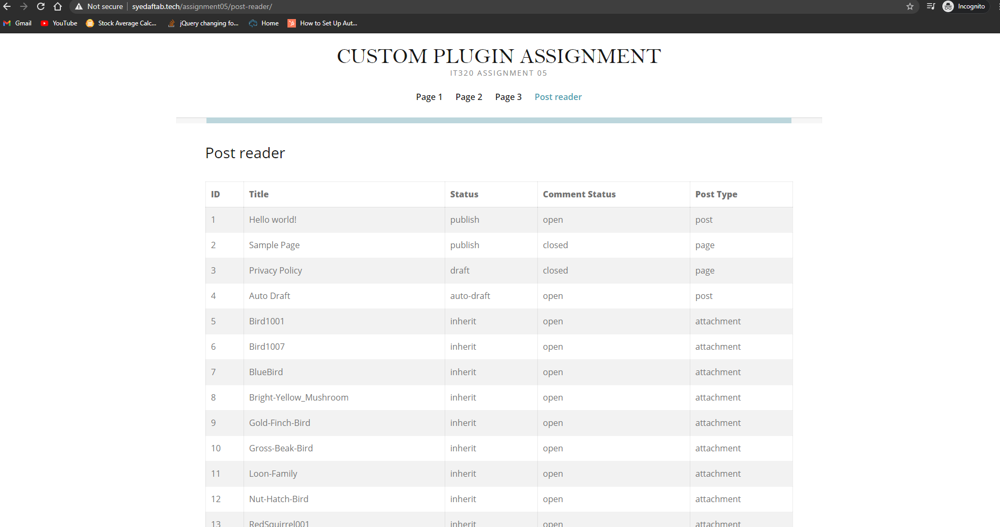 Not secure syedaftab.tech/assignment05/post-reader/ Incognito
Gmail YouTube Stock Average Calc... jQuery changing fo... Home How to Set Up Aut...
CUSTOM PLUGIN ASSIGNMENT
IT320 ASSIGNMENT 05
Page 1 Page 2 Page 3 Post reader
Post reader
ID Title Status Comment Status Post Type
1 Hello world! publish open post
2 Sample Page publish closed page
3 Privacy Policy draft closed page
4 Auto Draft auto-draft open post
5 Bird1001 inherit open attachment
6 Bird1007 inherit open attachment
7 BlueBird inherit open attachment
8 Bright-Yellow_Mushroom inherit open attachment
9 Gold-Finch-Bird inherit open attachment
10 Gross-Beak-Bird inherit open attachment
11 Loon-Family inherit open attachment
12 Nut-Hatch-Bird inherit open attachment
13 RedSquirrel001 inherit open attachment